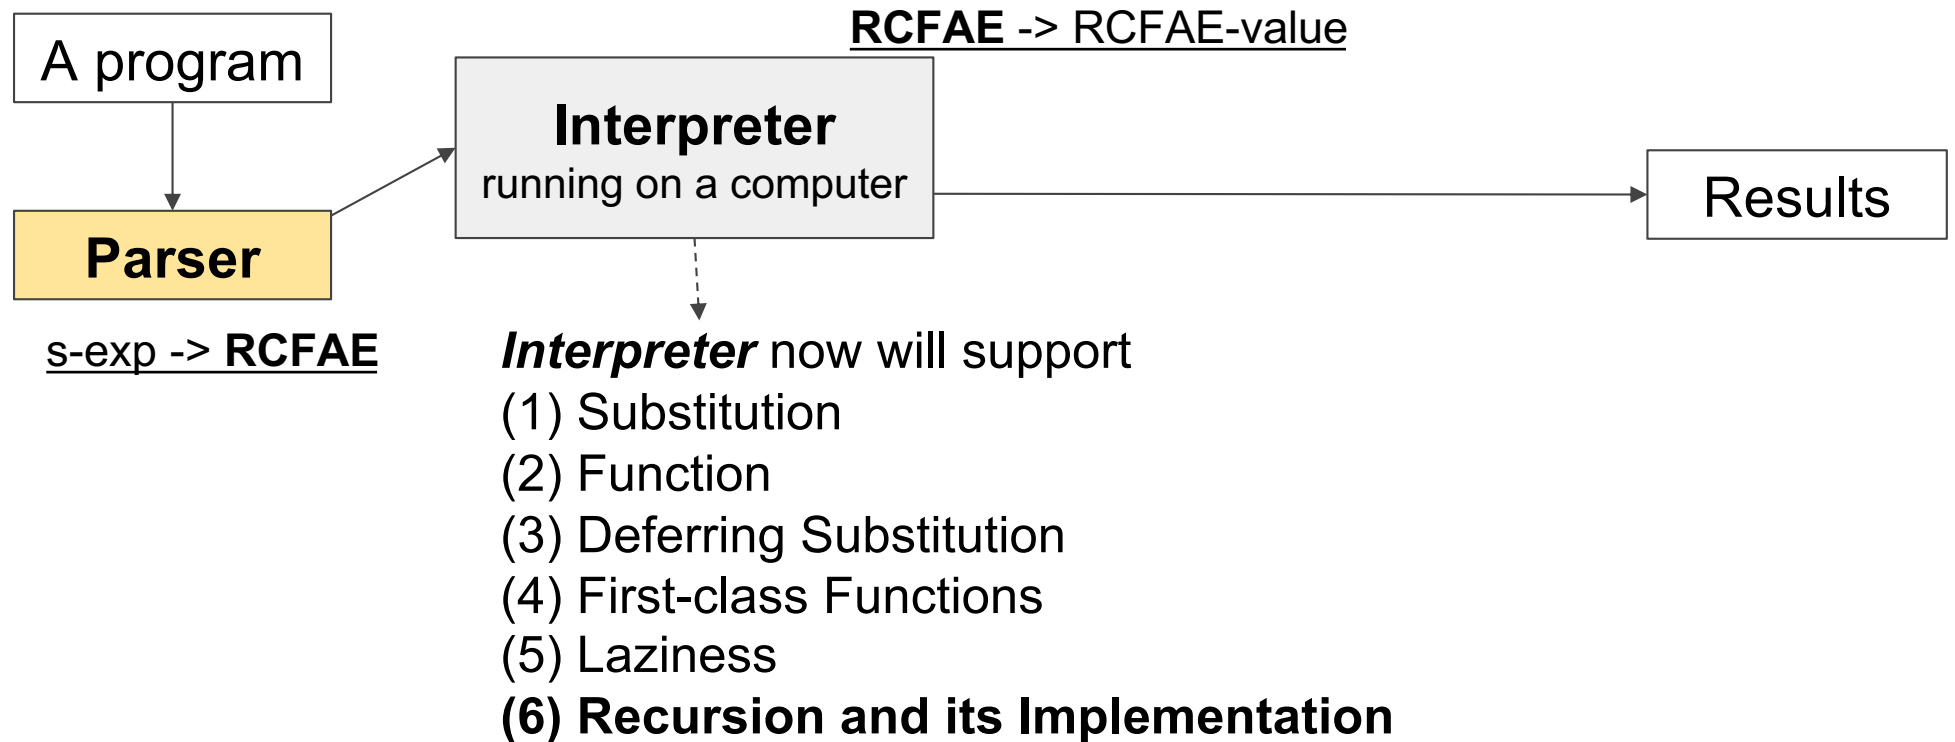 A program
RCFAE -> RCFAE-value
Interpreter
running on a computer
Results
Parser
s-exp -> RCFAE
Interpreter now will support
(1) Substitution
(2) Function
(3) Deferring Substitution
(4) First-class Functions
(5) Laziness
(6) Recursion and its Implementation